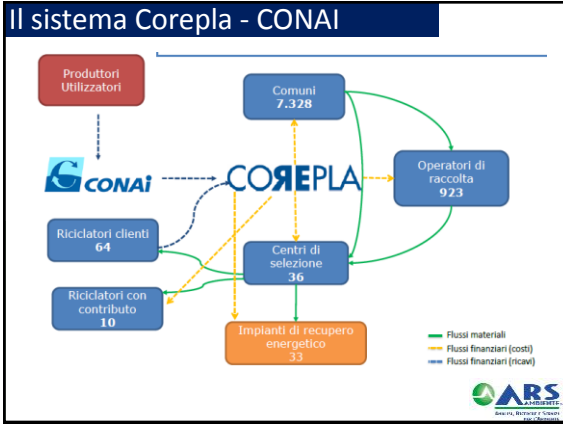 Il sistema Corepla - CONAI
Produttori
Utilizzatori
Comuni
7.328
CONAi
COREPLA
Operatori di
raccolta
923
Riciclatori clienti
64
Centri di
selezione
36
Riciclatori con
contributo
10
Impianti di recupero
energetico
33
Flussi materiali
Flussi finanziari (costi)
Flussi finanziari (ricavi)
ARS
AMBIENTE